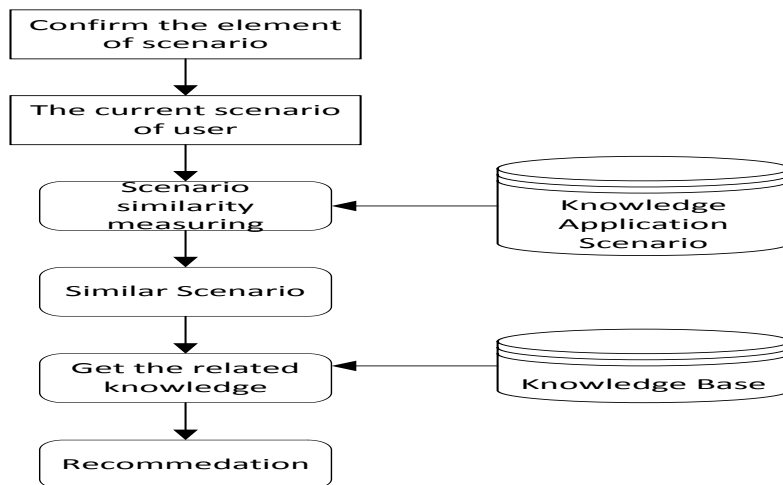 Confirm the element
of scenario
The current scenario
of user
Scenario
similarity
measuring
Knowledge
Application
Scenario
Similar Scenario
Get the related
knowledge
Knowledge Base
Recommedation